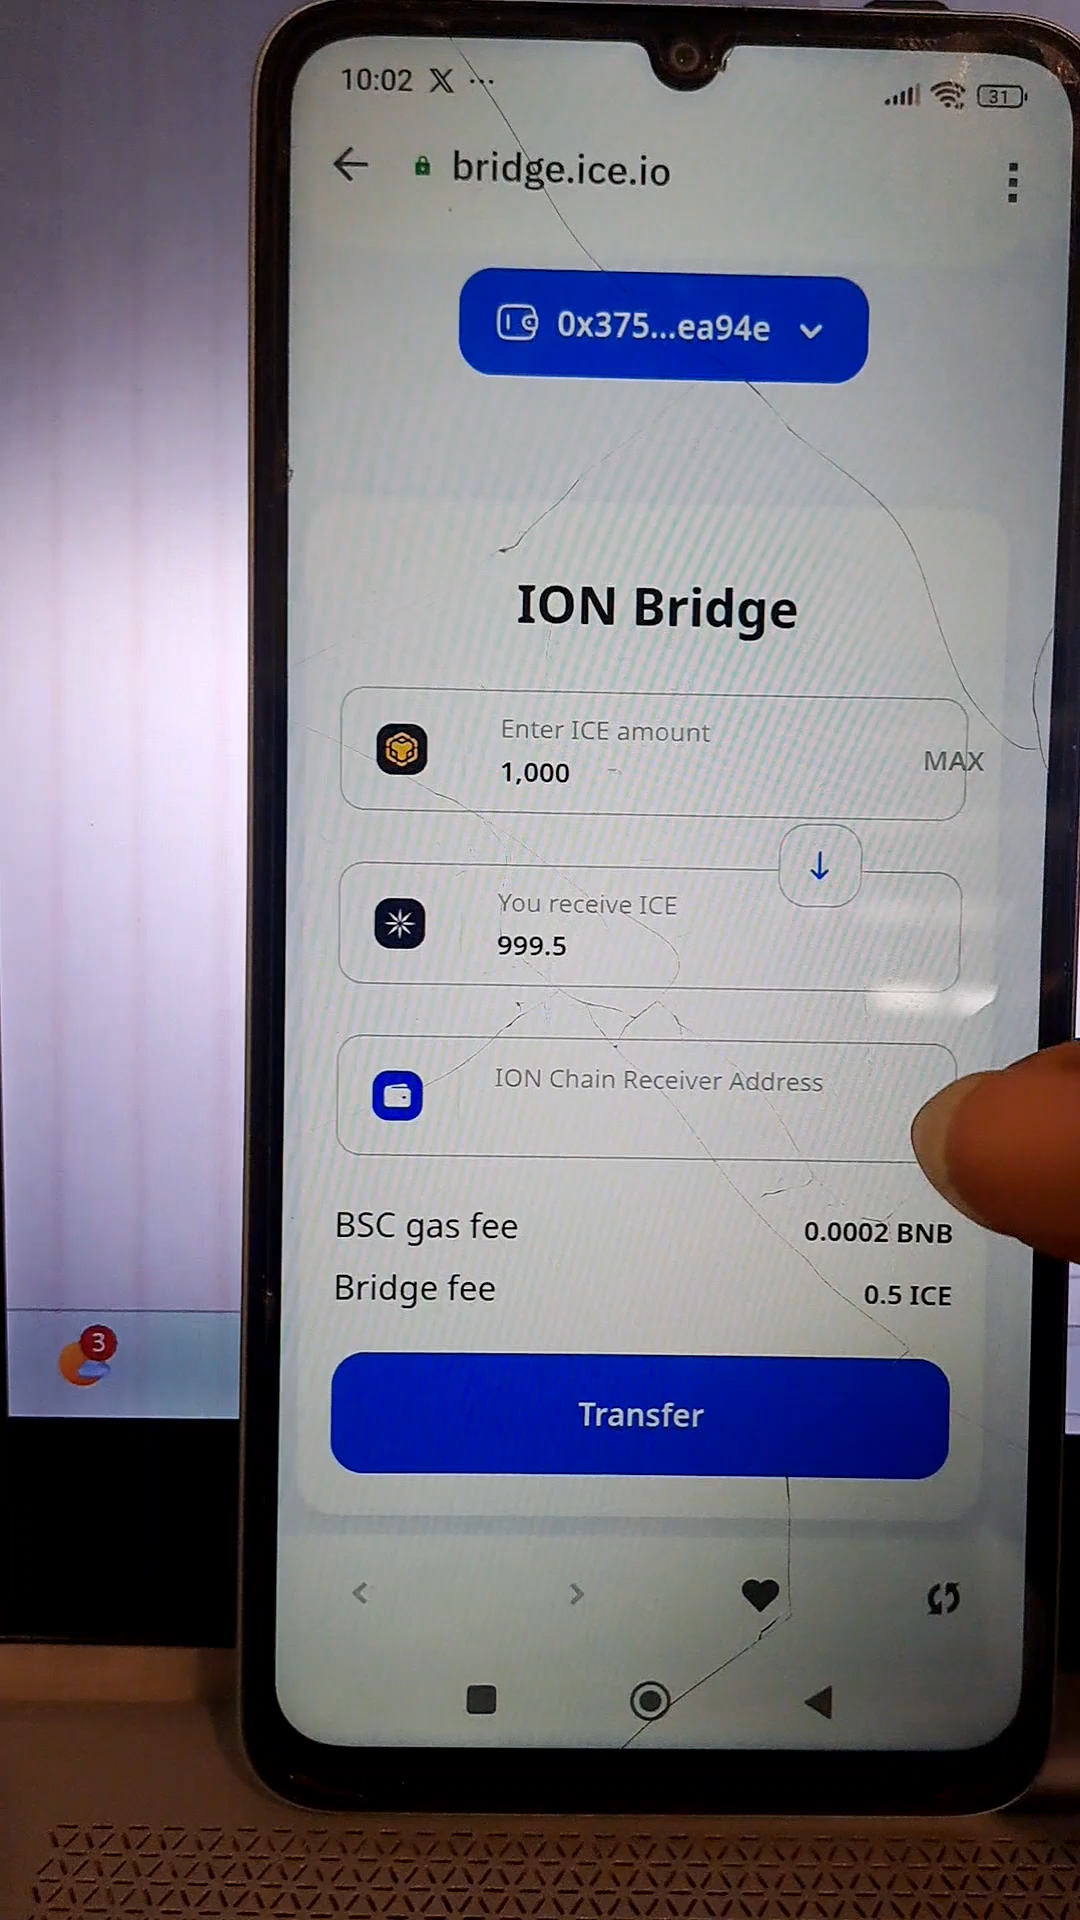 10:02 X ...
31
bridge.ice.io
0x375...ea94e
ION Bridge
Enter ICE amount
1,000
MAX
You receive ICE
999.5
ION Chain Receiver Address
BSC gas fee
0.0002 BNB
Bridge fee
0.5 ICE
3
Transfer